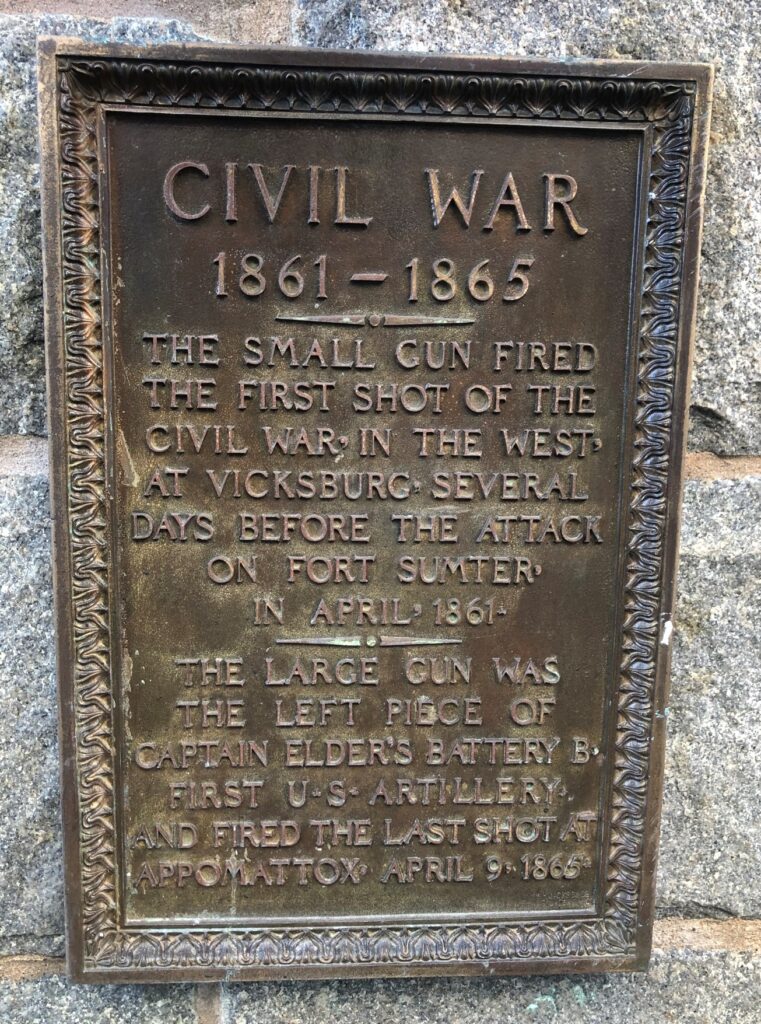 CIVIL WAR
1861–1865
THE SMALL GUN FIRED
THE FIRST SHOT OF THE
CIVIL WAR, IN THE WEST,
AT VICKSBURG, SEVERAL
DAYS BEFORE THE ATTACK
ON FORT SUMTER,
IN APRIL, 1861.
THE LARGE GUN WAS
THE LEFT PIECE OF
CAPTAIN ELDER'S BATTERY B,
FIRST U.S. ARTILLERY,
AND FIRED THE LAST SHOT AT
APPOMATTOX, APRIL 9, 1865.